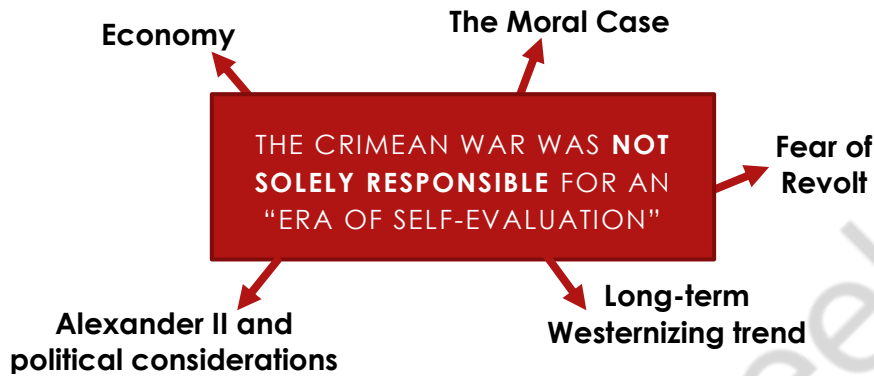 Economy
The Moral Case
THE CRIMEAN WAR WAS NOT
SOLELY RESPONSIBLE FOR AN
“ERA OF SELF-EVALUATION”
Fear of
Revolt
Alexander II and
political considerations
Long-term
Westernizing trend